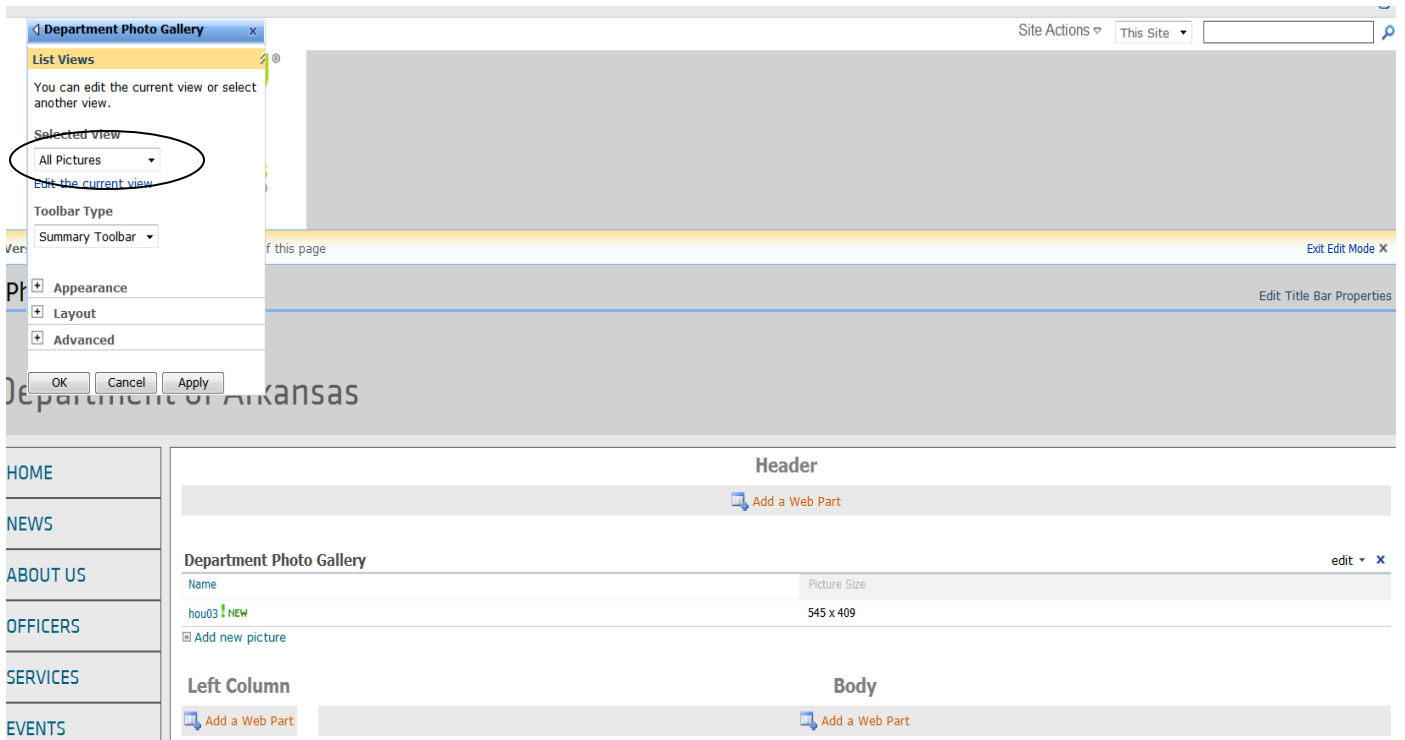 Department Photo Gallery x
Site Actions This Site
List Views
®
You can edit the current view or select
another view.
Selected View
All Pictures
Edit the current view
Toolbar Type
Summary Toolbar
f this page
Exit Edit Mode X
Appearance
Edit Title Bar Properties
Layout
Advanced
OK Cancel Apply
Department of Arkansas
HOME
NEWS
ABOUT US
OFFICERS
SERVICES
EVENTS
Header
Add a Web Part
Department Photo Gallery edit x
Name Picture Size
hou03 ! NEW 545 x 409
Add new picture
Left Column Body
Add a Web Part Add a Web Part